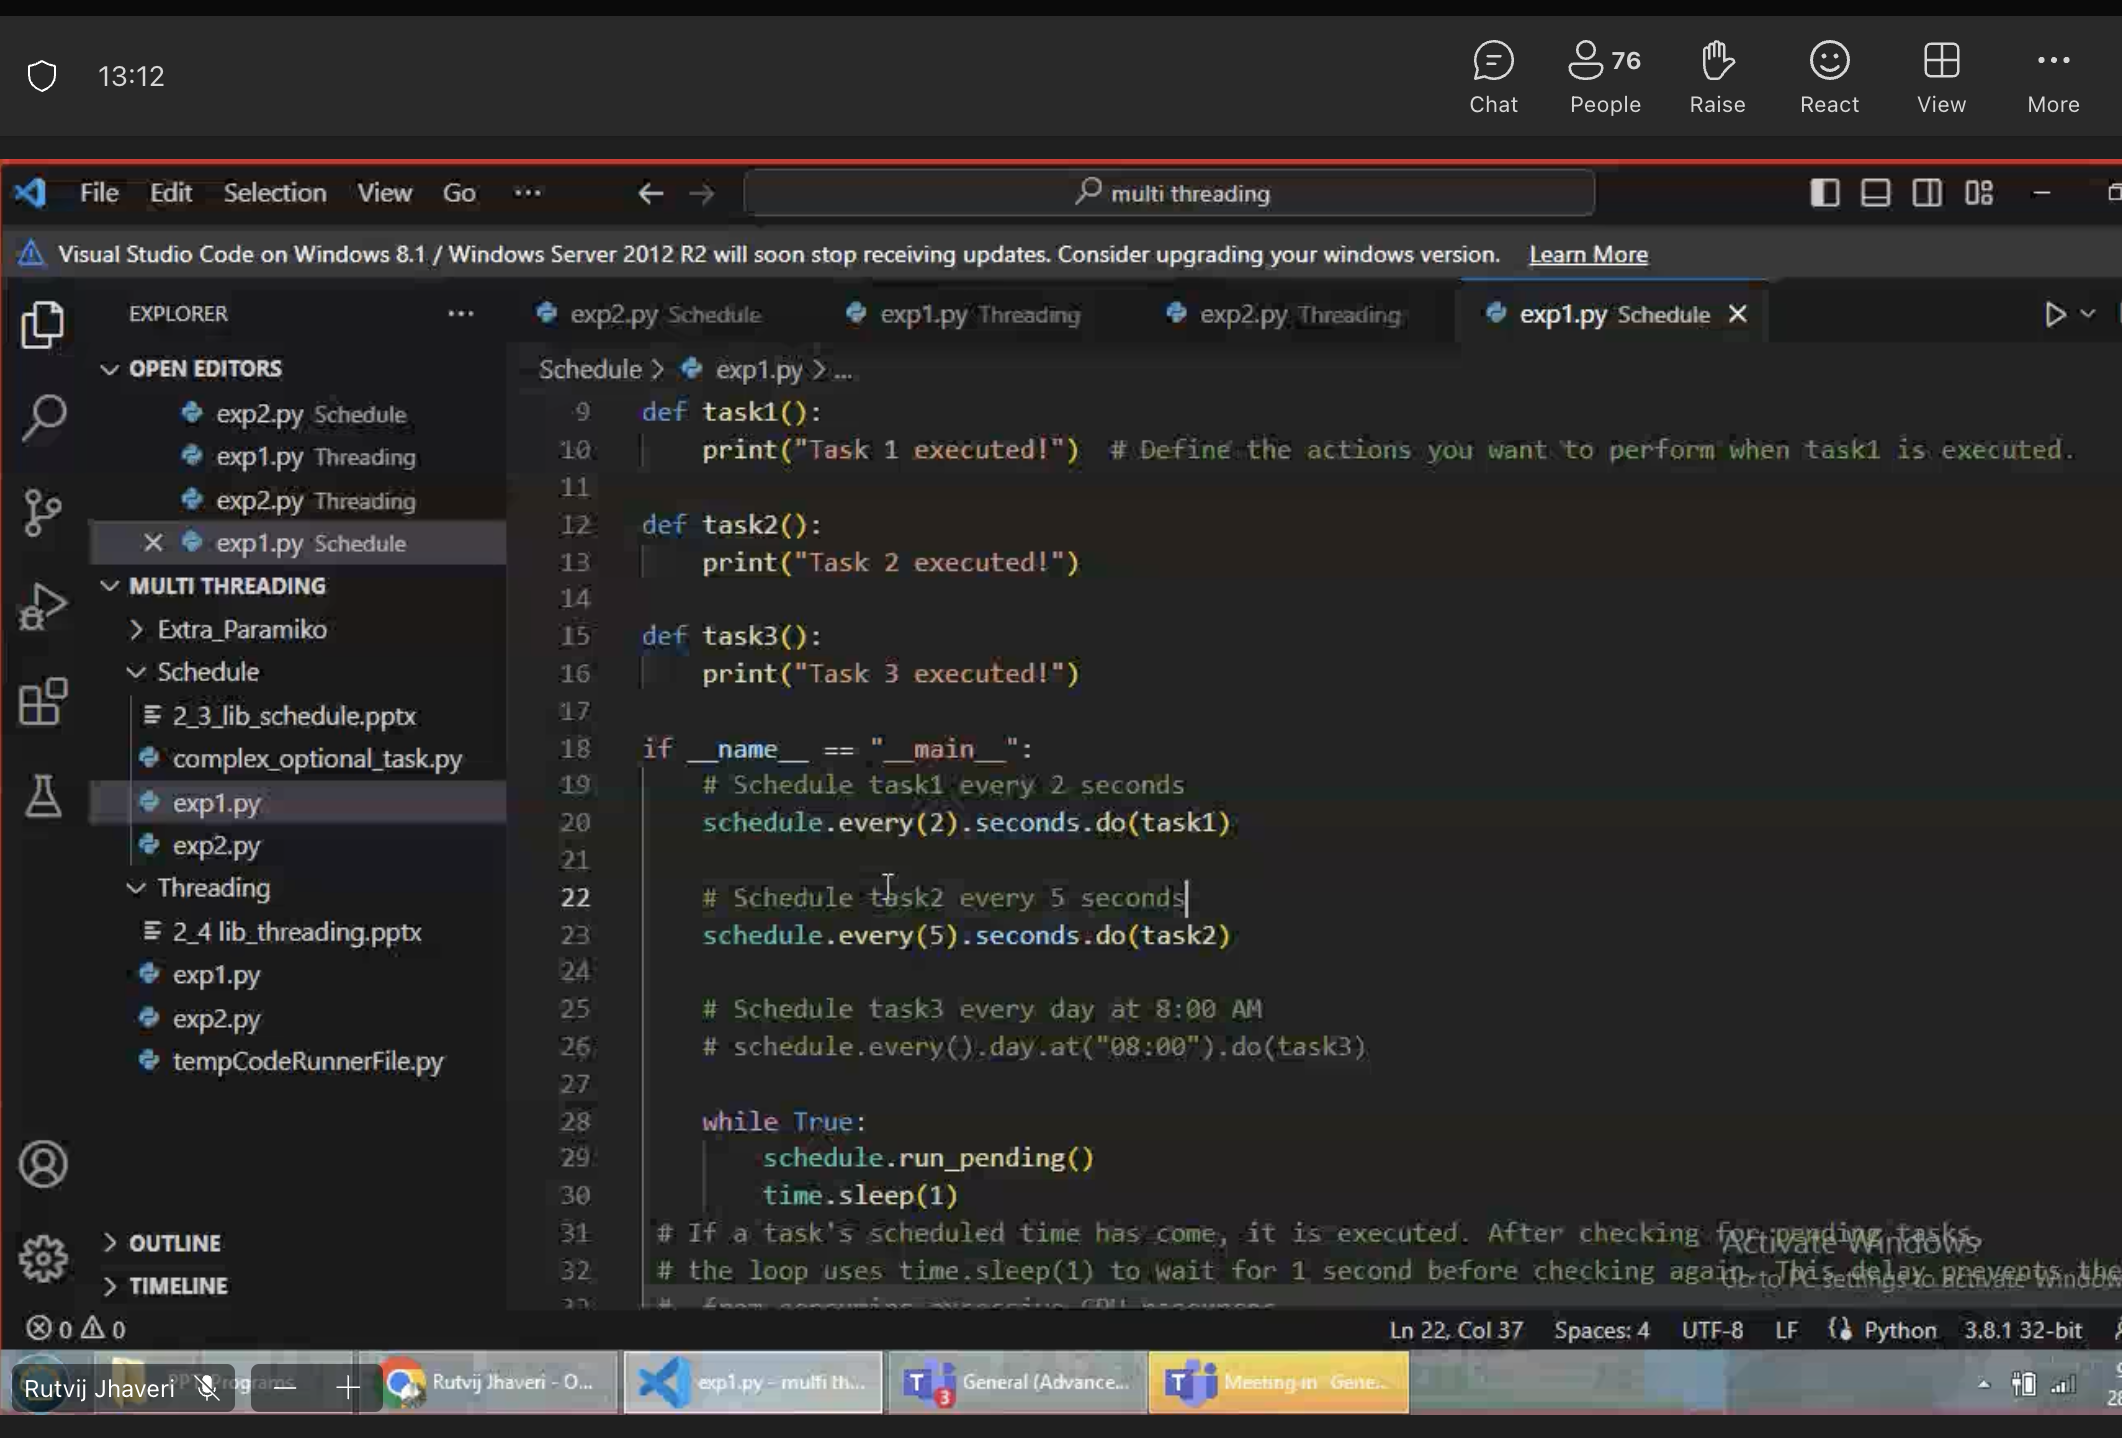 13:12
Chat
76
People
Raise
React
View
More
File Edit Selection View Go ... multi threading
Visual Studio Code on Windows 8.1 / Windows Server 2012 R2 will soon stop receiving updates. Consider upgrading your windows version. Learn More
EXPLORER
exp2.py Schedule
exp1.py Threading
exp2.py Threading
exp1.py Schedule
OPEN EDITORS
exp2.py Schedule
exp1.py Threading
exp2.py Threading
exp1.py Schedule
MULTI THREADING
Extra_Paramiko
Schedule
2_3_lib_schedule.pptx
complex_optional_task.py
exp1.py
exp2.py
Threading
2_4 lib_threading.pptx
exp1.py
exp2.py
tempCodeRunnerFile.py
OUTLINE
TIMELINE
Schedule > exp1.py > ...
9 def task1():
10 print("Task 1 executed!") # Define the actions you want to perform when task1 is executed.
11
12 def task2():
13 print("Task 2 executed!")
14
15 def task3():
16 print("Task 3 executed!")
17
18 if __name__ == "__main__":
19 # Schedule task1 every 2 seconds
20 schedule.every(2).seconds.do(task1)
21
22 # Schedule task2 every 5 seconds
23 schedule.every(5).seconds.do(task2)
24
25 # Schedule task3 every day at 8:00 AM
26 # schedule.every().day.at("08:00").do(task3)
27
28 while True:
29 schedule.run_pending()
30 time.sleep(1)
31 # If a task's scheduled time has come, it is executed. After checking for pending tasks,
32 # the loop uses time.sleep(1) to wait for 1 second before checking again. This delay prevents the
Activate Windows
Go to PC settings to activate Window
0 0
Ln 22, Col 37 Spaces: 4 UTF-8 LF Python 3.8.1 32-bit
Rutvij Jhaveri
Rutvij Jhaveri - O...
exp1.py - multi th...
3
General (Advance...
Meeting in Gene...